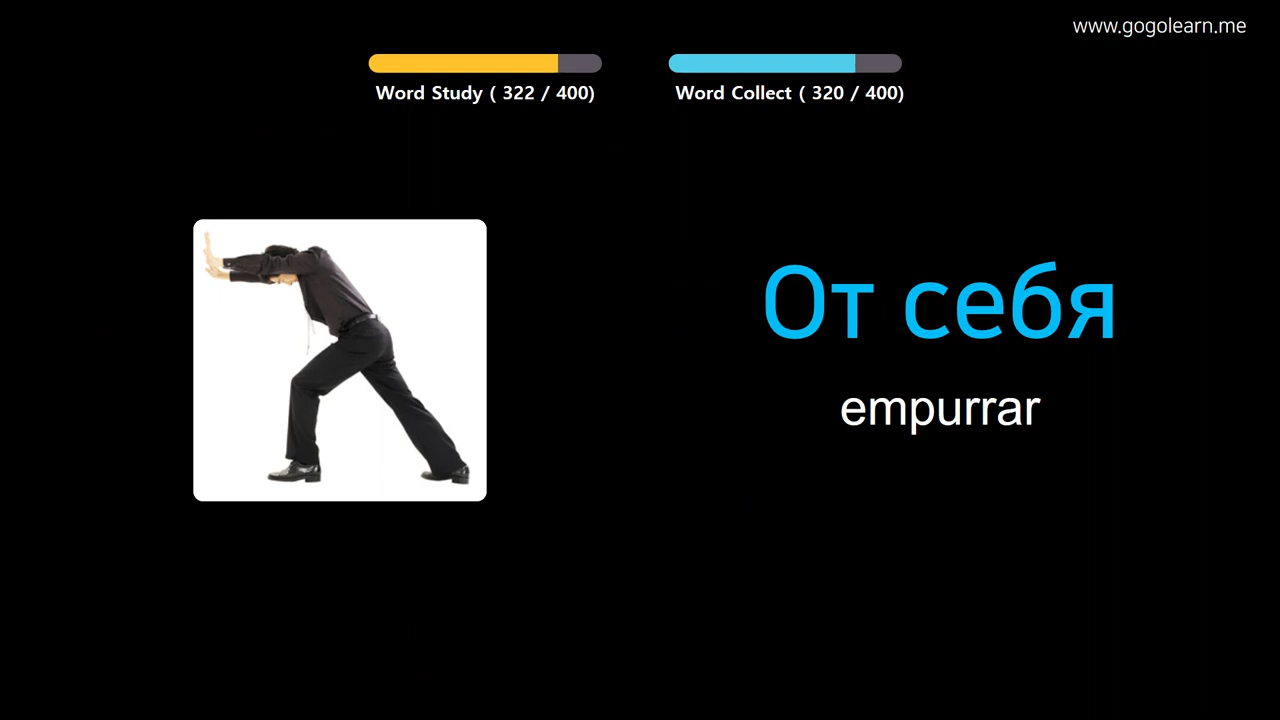 www.gogolearn.me
Word Study ( 322 / 400)
Word Collect ( 320 / 400)
От себя
empurrar